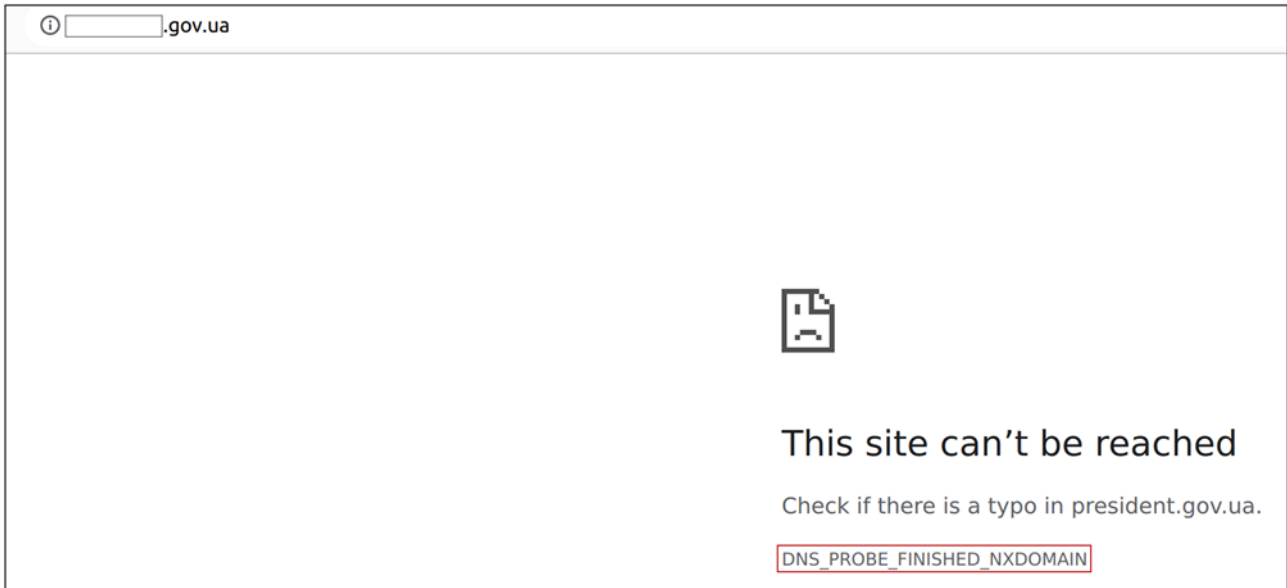 .gov.ua
This site can’t be reached
Check if there is a typo in president.gov.ua.
DNS_PROBE_FINISHED_NXDOMAIN